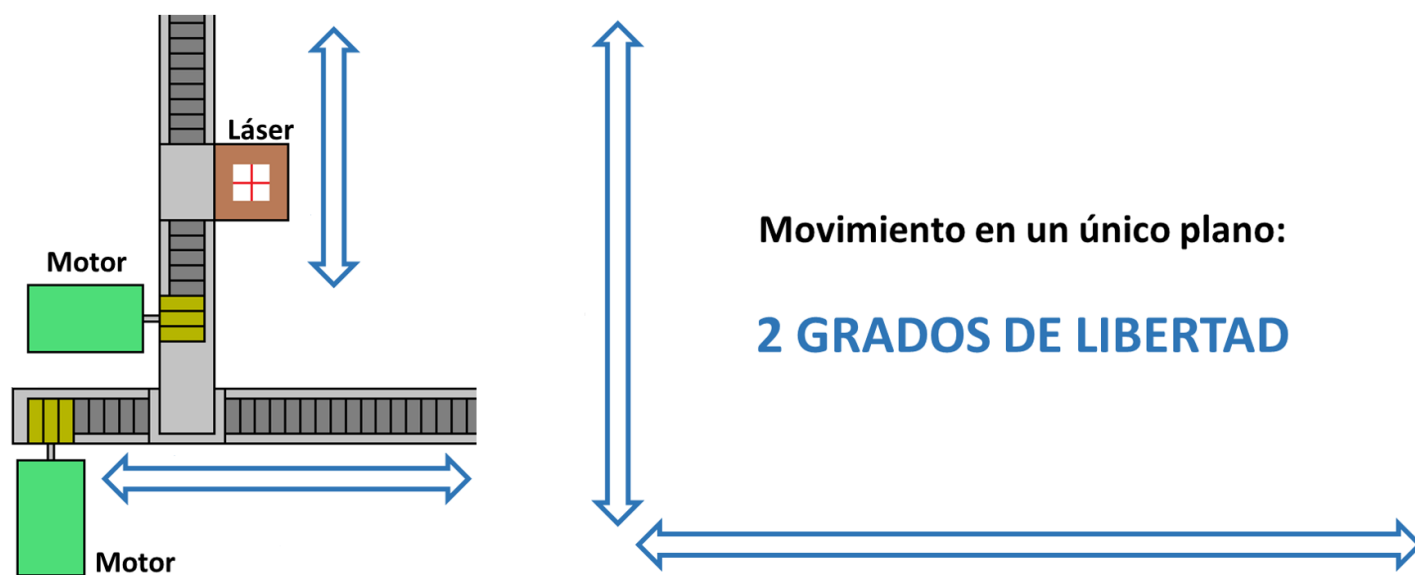 Láser
Motor
Motor
Movimiento en un único plano:
2 GRADOS DE LIBERTAD